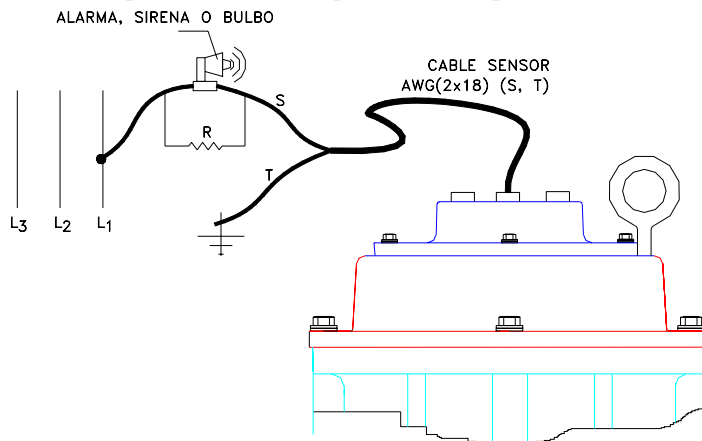 ALARMA, SIRENA O BULBO
CABLE SENSOR
AWG(2x18) (S, T)
S
R
T
L3 L2 L1